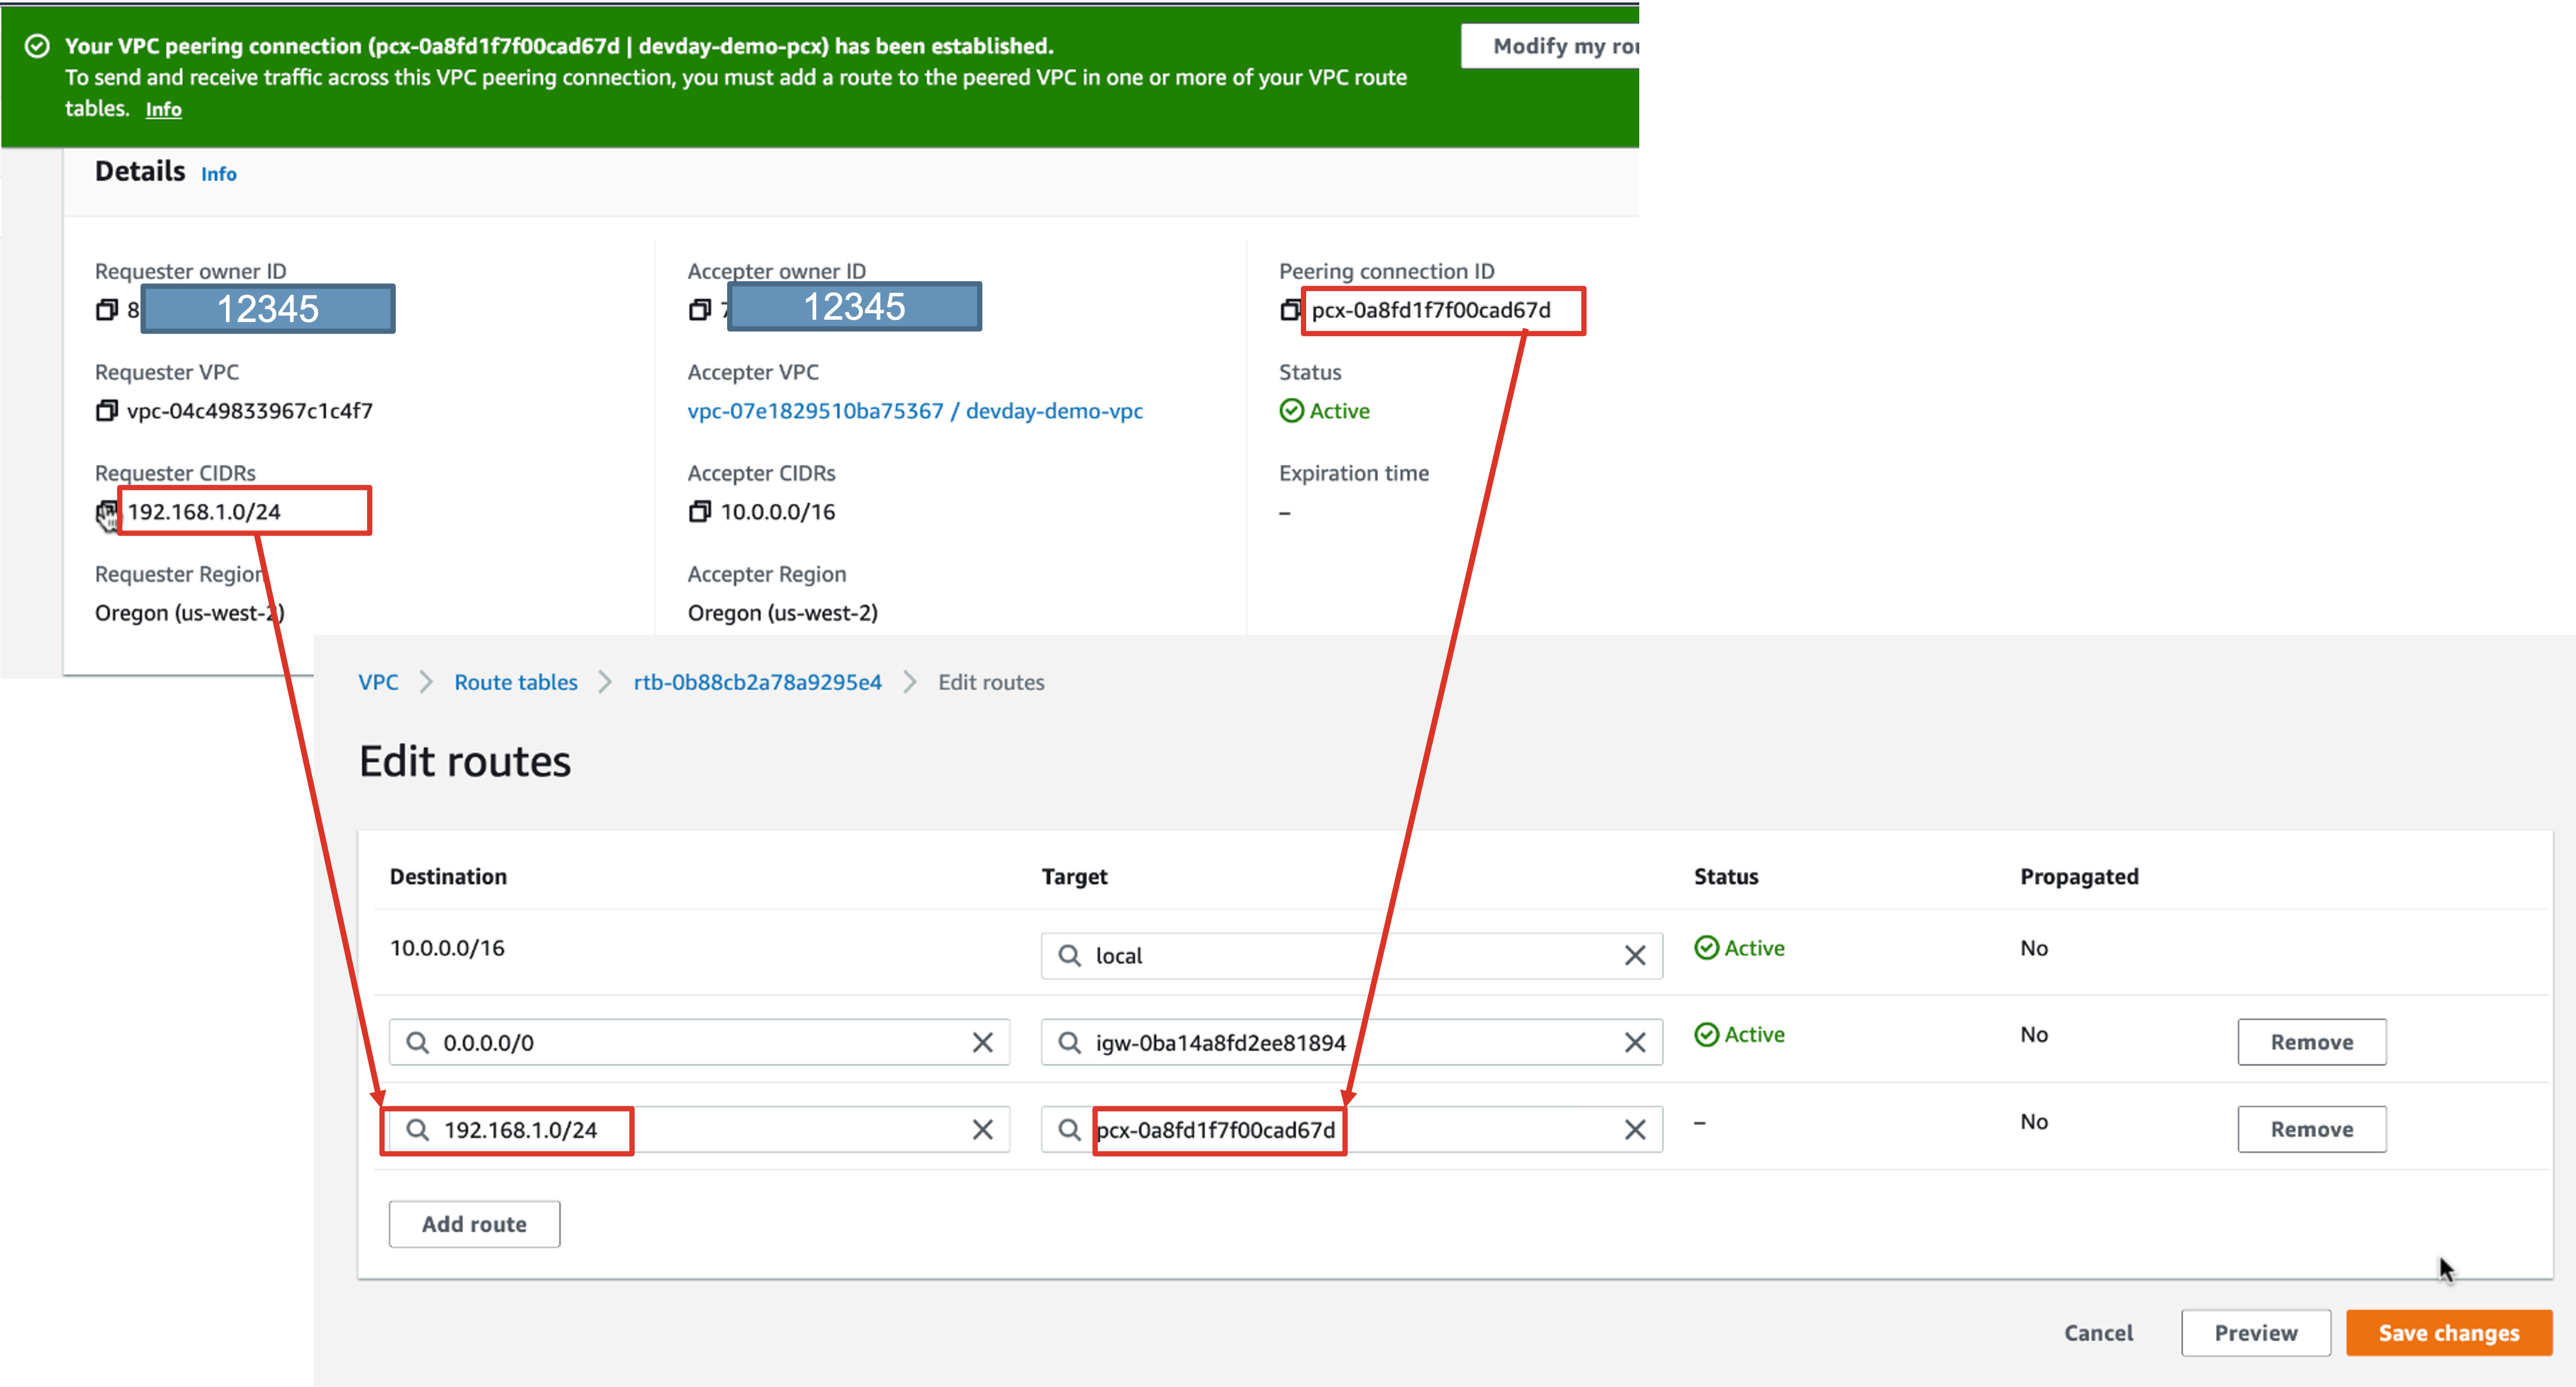 Your VPC peering connection (pcx-0a8fd1f7f00cad67d | devday-demo-pcx) has been established.
To send and receive traffic across this VPC peering connection, you must add a route to the peered VPC in one or more of your VPC route
tables. Info
Modify my rou
Details Info
Requester owner ID
8 12345
Accepter owner ID
7 12345
Peering connection ID
pcx-0a8fd1f7f00cad67d
Requester VPC
vpc-04c49833967c1c4f7
Accepter VPC
vpc-07e1829510ba75367 / devday-demo-vpc
Status
Active
Requester CIDRs
192.168.1.0/24
Accepter CIDRs
10.0.0.0/16
Expiration time
–
Requester Region
Oregon (us-west-2)
Accepter Region
Oregon (us-west-2)
VPC > Route tables > rtb-0b88cb2a78a9295e4 > Edit routes
Edit routes
Destination Target Status Propagated
10.0.0.0/16 local Active No
0.0.0.0/0 igw-0ba14a8fd2ee81894 Active No Remove
192.168.1.0/24 pcx-0a8fd1f7f00cad67d – No Remove
Add route
Cancel Preview Save changes